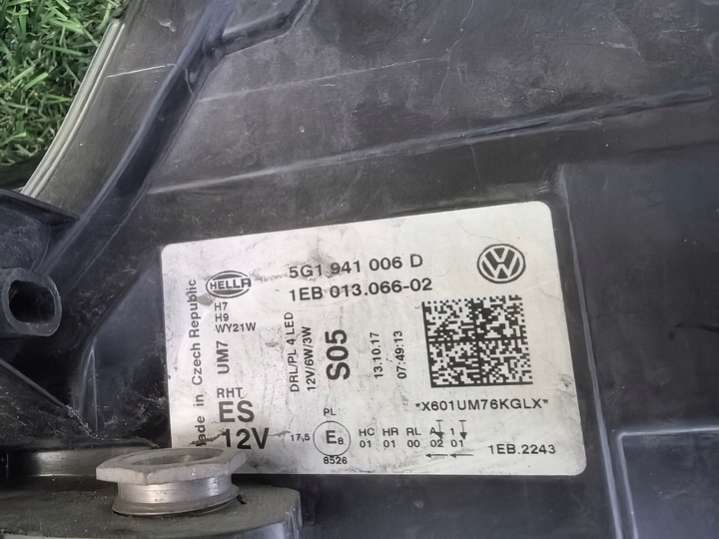 HELLA
5G1 941 006 D
1EB 013.066-02
Made in Czech Republic
H7
H9
WY21W
UM7
RHT
ES
12V
DRL/PL 4 LED
12V/6W/3W
S05
13.10.17
07:49:13
*X601UM76KGLX*
PL
17,5
E8
8526
HC HR RL A 1
01 01 00 02 01
1EB.2243